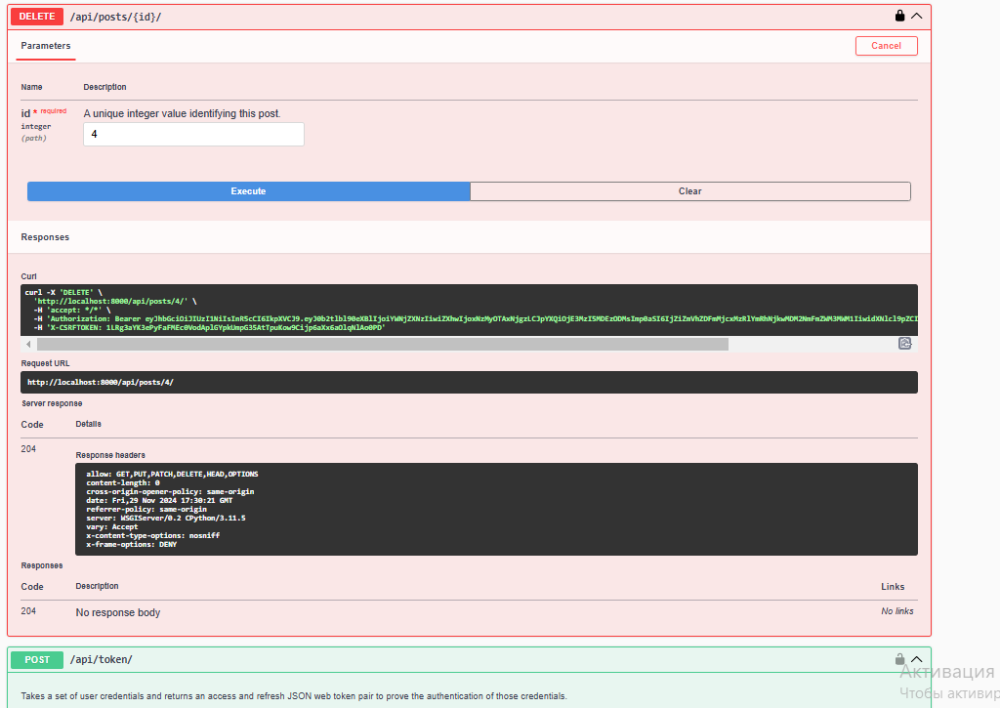 DELETE /api/posts/{id}/
Parameters
Cancel
Name Description
id * required A unique integer value identifying this post.
integer
(path)
4
Execute Clear
Responses
Curl
curl -X 'DELETE' \
'http://localhost:8000/api/posts/4/' \
-H 'accept: */*' \
-H 'Authorization: Bearer
-H 'X-CSRFTOKEN:
Request URL
http://localhost:8000/api/posts/4/
Server response
Code Details
204
Response headers
allow: GET,PUT,PATCH,DELETE,HEAD,OPTIONS
content-length: 0
cross-origin-opener-policy: same-origin
date: Fri,29 Nov 2024 17:30:21 GMT
referrer-policy: same-origin
server: WSGIServer/0.2 CPython/3.11.5
vary: Accept
x-content-type-options: nosniff
x-frame-options: DENY
Responses
Code Description Links
204 No response body No links
POST /api/token/
Активация
Takes a set of user credentials and returns an access and refresh JSON web token pair to prove the authentication of those credentials.
Чтобы активир